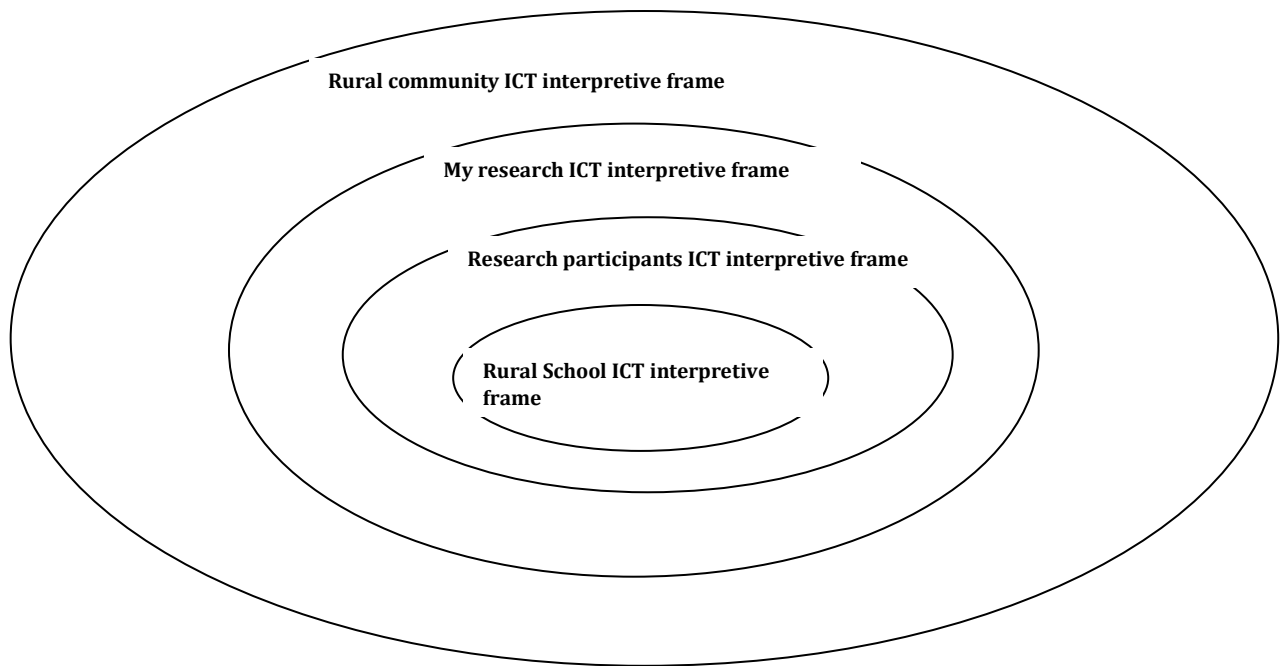 Rural community ICT interpretive frame
My research ICT interpretive frame
Research participants ICT interpretive frame
Rural School ICT interpretive
frame